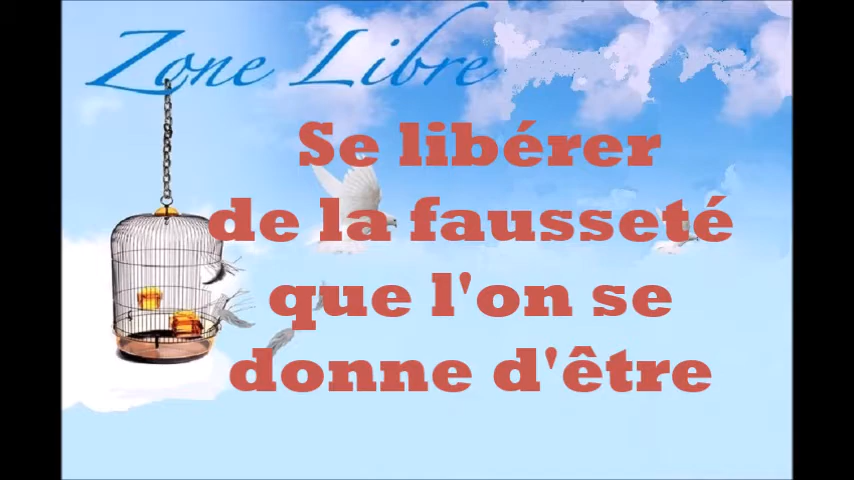 Zone Libre
Se libérer
de la fausseté
que l'on se
donne d'être